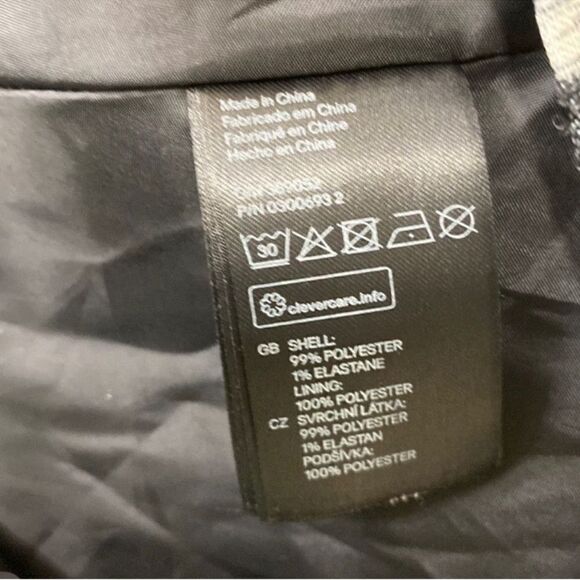 Made in China
Fabricado em China
Fabriqué en Chine
Hecho en China
P/N 0300693 2
30
clevercare.info
GB SHELL:
99% POLYESTER
1% ELASTANE
LINING:
100% POLYESTER
CZ SVRCHNÍ LÁTKA:
99% POLYESTER
1% ELASTAN
PODŠÍVKA:
100% POLYESTER